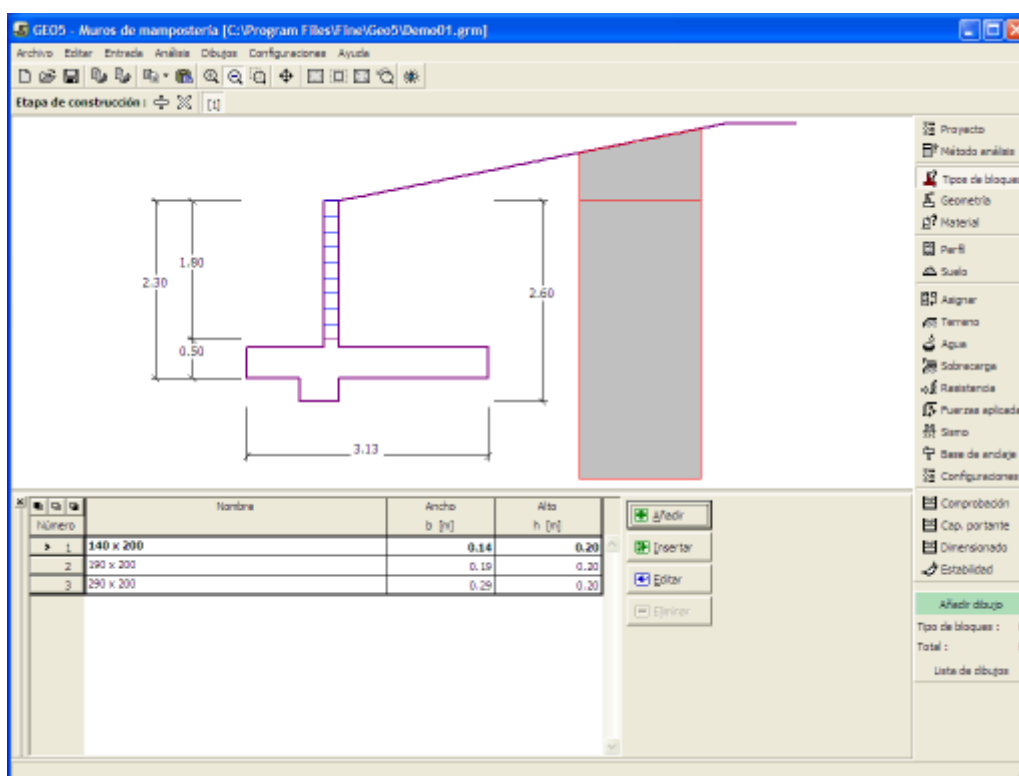 GEO5 - Muros de mampostería [C:\Program Files\Fine\Geo5\Demo01.grm]
Archivo Editar Entrada Análisis Dibujos Configuraciones Ayuda
Etapa de construcción : [1]
1.80
2.30
0.50
2.60
3.13
Proyecto
Método análisis
Tipos de bloques
Geometría
Material
Perfil
Suelo
Asignar
Terreno
Agua
Sobrecarga
Resistencia
Fuerzas aplicada
Sismo
Base de anclaje
Configuraciones
Comprobación
Cap. portante
Dimensionado
Estabilidad
Añadir dibujo
Tipo de bloques :
Total :
Lista de dibujos
Número Nombre Ancho b [m] Alto h [m]
1 140 x 200 0.14 0.20
2 190 x 200 0.19 0.20
3 290 x 200 0.29 0.20
Añadir
Insertar
Editar
Eliminar